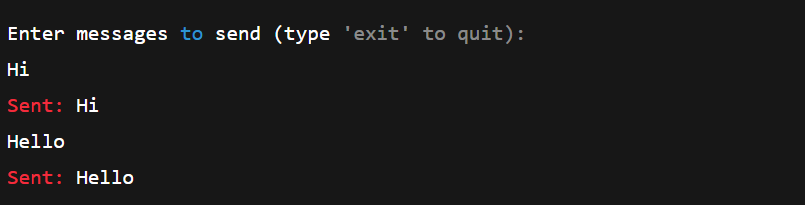 Enter messages to send (type 'exit' to quit):
Hi
Sent: Hi
Hello
Sent: Hello